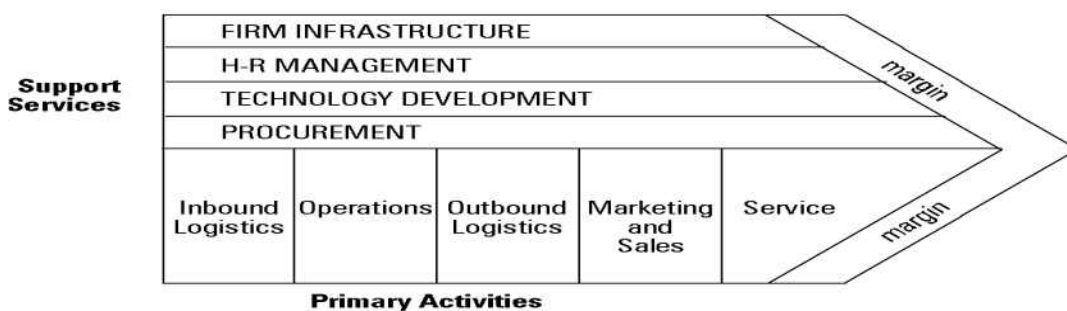 FIRM INFRASTRUCTURE
H-R MANAGEMENT
TECHNOLOGY DEVELOPMENT
PROCUREMENT
Support
Services
margin
Inbound
Logistics
Operations
Outbound
Logistics
Marketing
and
Sales
Service
margin
Primary Activities